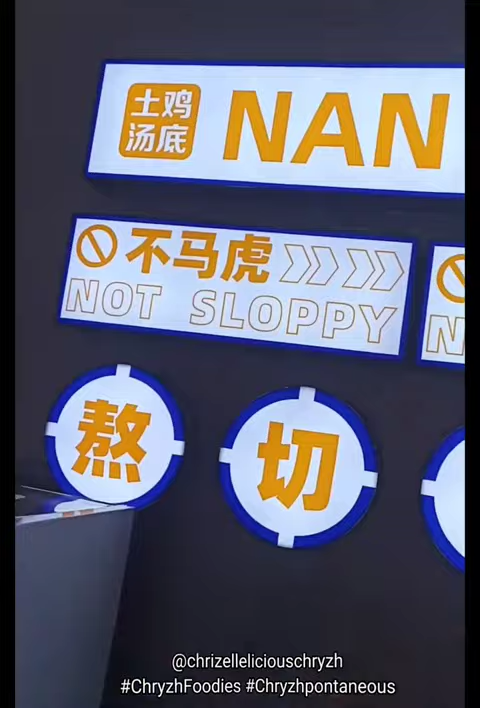 土鸡
汤底
NAN
不马虎
NOT SLOPPY
N
熬
切
@chrizelleliciouschryzh
#ChryzhFoodies #Chryzhpontaneous